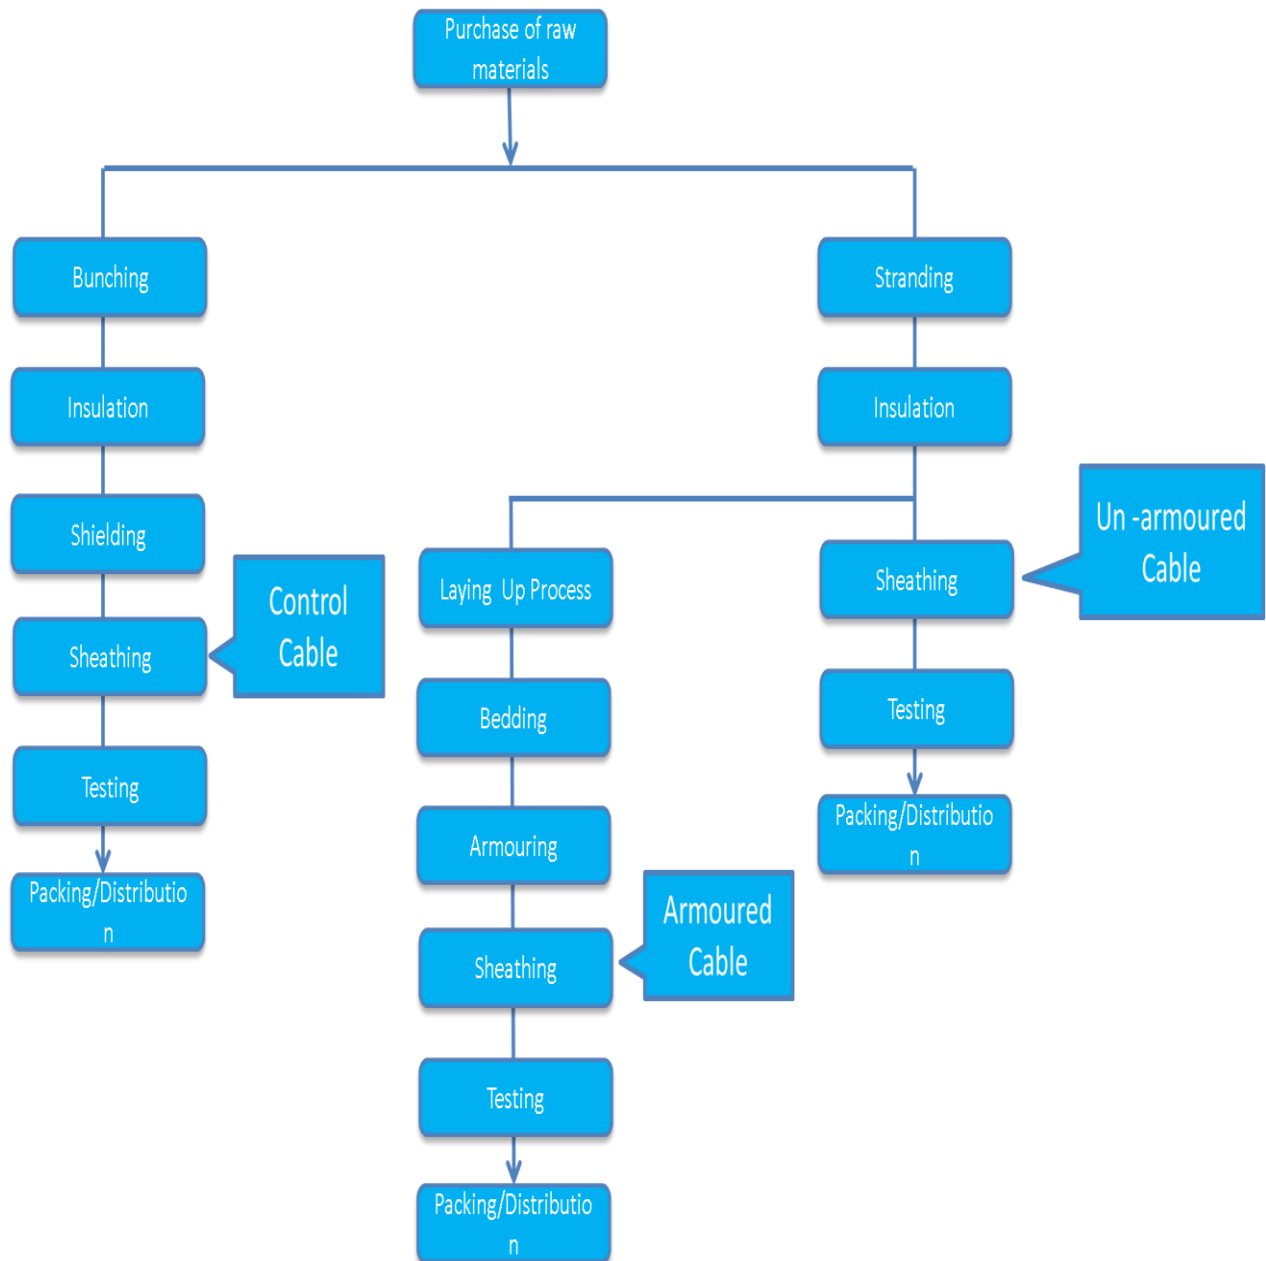 Purchase of raw
materials
Bunching
Insulation
Shielding
Sheathing
Control
Cable
Testing
Packing/Distributio
n
Stranding
Insulation
Laying Up Process
Bedding
Armouring
Sheathing
Armoured
Cable
Testing
Packing/Distributio
n
Sheathing
Un -armoured
Cable
Testing
Packing/Distributio
n